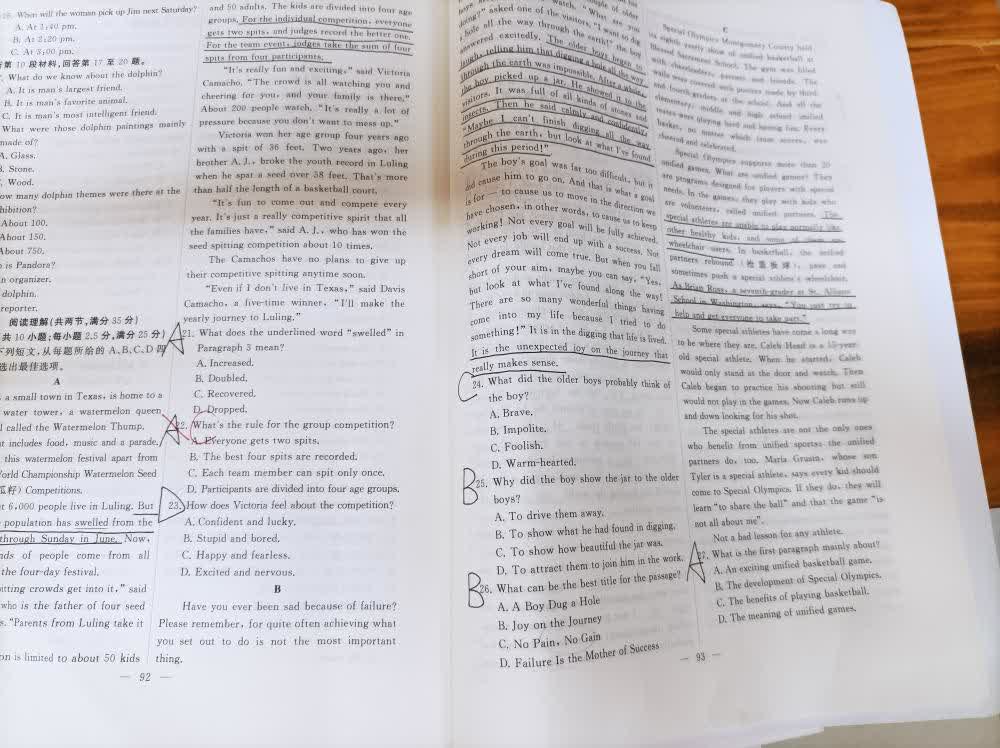 16. When will the woman pick up Jim next Saturday?
A. At 1:40 pm.
B. At 2:20 pm.
C. At 3:00 pm.
第 10 段材料,回答第 17 至 20 题。
What do we know about the dolphin?
A. It is man's largest friend.
B. It is man's favorite animal.
C. It is man's most intelligent friend.
What were those dolphin paintings mainly
made of?
A. Glass.
B. Stone.
Wood.
ow many dolphin themes were there at the
hibition?
About 100.
About 150.
About 750.
is Pandora?
n organizer.
dolphin.
reporter.
阅读理解(共两节,满分 35 分)
共 10 小题;每小题 2.5 分,满分 25 分)
下列短文,从每题所给的 A、B、C、D 四
选出最佳选项。
A
a small town in Texas, is home to a
water tower, a watermelon queen
l called the Watermelon Thump.
nt includes food, music and a parade.
this watermelon festival apart from
World Championship Watermelon Seed
瓜籽) Competitions.
t 6,000 people live in Luling. But
population has swelled from the
through Sunday in June. Now,
nds of people come from all
the four-day festival.
itting crowds get into it," said
who is the father of four seed
s. "Parents from Luling take it
on is limited to about 50 kids
— 92 —
and 50 adults. The kids are divided into four age
groups. For the individual competition, everyone
gets two spits, and judges record the better one.
For the team event, judges take the sum of four
spits from four participants.
"It's really fun and exciting," said Victoria
Camacho. "The crowd is all watching you and
cheering for you, and your family is there."
About 200 people watch. "It's really a lot of
pressure because you don't want to mess up."
Victoria won her age group four years ago
with a spit of 36 feet. Two years ago, her
brother A. J., broke the youth record in Luling
when he spat a seed over 58 feet. That's more
than half the length of a basketball court.
"It's fun to come out and compete every
year. It's just a really competitive spirit that all
the families have," said A. J., who has won the
seed spitting competition about 10 times.
The Camachos have no plans to give up
their competitive spitting anytime soon.
"Even if I don't live in Texas," said Davis
Camacho, a five-time winner, "I'll make the
yearly journey to Luling."
A
21. What does the underlined word "swelled" in
Paragraph 3 mean?
A. Increased.
B. Doubled.
C. Recovered.
D. Dropped.
A C
22. What's the rule for the group competition?
A. Everyone gets two spits.
B. The best four spits are recorded.
C. Each team member can spit only once.
D. Participants are divided into four age groups.
D
23. How does Victoria feel about the competition?
A. Confident and lucky.
B. Stupid and bored.
C. Happy and fearless.
D. Excited and nervous.
B
Have you ever been sad because of failure?
Please remember, for quite often achieving what
you set out to do is not the most important
thing.
couple of older
"What are you
doing?" asked one of the visitors. "I want to dig
a hole all the way through the earth!" the boy
answered excitedly. The older boys began to
laugh, telling him that digging a hole all the way
through the earth was impossible. After a while,
the boy picked up a jar. He showed it to the
visitors. It was full of all kinds of stones and
insects. Then he said calmly and confidently,
"Maybe I can't finish digging all the way
through the earth, but look at what I've found
during this period!"
The boy's goal was far too difficult, but it
did cause him to go on. And that is what a goal
is for — to cause us to move in the direction we
have chosen, in other words, to cause us to keep
working! Not every goal will be fully achieved.
Not every job will end up with a success. Not
every dream will come true. But when you fall
short of your aim, maybe you can say, "Yes,
but look at what I've found along the way!
There are so many wonderful things having
come into my life because I tried to do
something!" It is in the digging that life is lived.
It is the unexpected joy on the journey that
really makes sense.
C
24. What did the older boys probably think of
the boy?
A. Brave.
B. Impolite.
C. Foolish.
D. Warm-hearted.
B
25. Why did the boy show the jar to the older
boys?
A. To drive them away.
B. To show what he had found in digging.
C. To show how beautiful the jar was.
D. To attract them to join him in the work.
B
26. What can be the best title for the passage?
A. A Boy Dug a Hole
B. Joy on the Journey
C. No Pain, No Gain
D. Failure Is the Mother of Success
— 93 —
C
Special Olympics Montgomery County held
its eighth yearly show of unified basketball at
Blessed Sacrament School. The gym was filled
with cheerleaders, parents and friends. The
walls were covered with posters made by third
and fourth graders at the school. And all the
elementary, middle and high school unified
teams were playing hard and having fun. Every
basket, no matter which team scores, was
cheered and celebrated.
Special Olympics supports more than 20
unified games. What are unified games? They
are programs designed for players with special
needs. In the games, they play with kids who
are volunteers, called unified partners. The
special athletes are unable to play normally like
other healthy kids, and some of them are
wheelchair users. In basketball, the unified
partners rebound (抢篮板球), pass and
sometimes push a special athlete's wheelchair.
As Brian Ross, a seventh-grader at St. Albans
School in Washington, says, "You just try to
help and get everyone to take part."
Some special athletes have come a long way
to be where they are. Caleb Head is a 15-year-
old special athlete. When he started, Caleb
would only stand at the door and watch. Then
Caleb began to practice his shooting but still
would not play in the games. Now Caleb runs up
and down looking for his shot.
The special athletes are not the only ones
who benefit from unified sports; the unified
partners do, too. Maria Grusin, whose son
Tyler is a special athlete, says every kid should
come to Special Olympics. If they do, they will
learn "to share the ball" and that the game "is
not all about me".
Not a bad lesson for any athlete.
A
27. What is the first paragraph mainly about?
A. An exciting unified basketball game.
B. The development of Special Olympics.
C. The benefits of playing basketball.
D. The meaning of unified games.